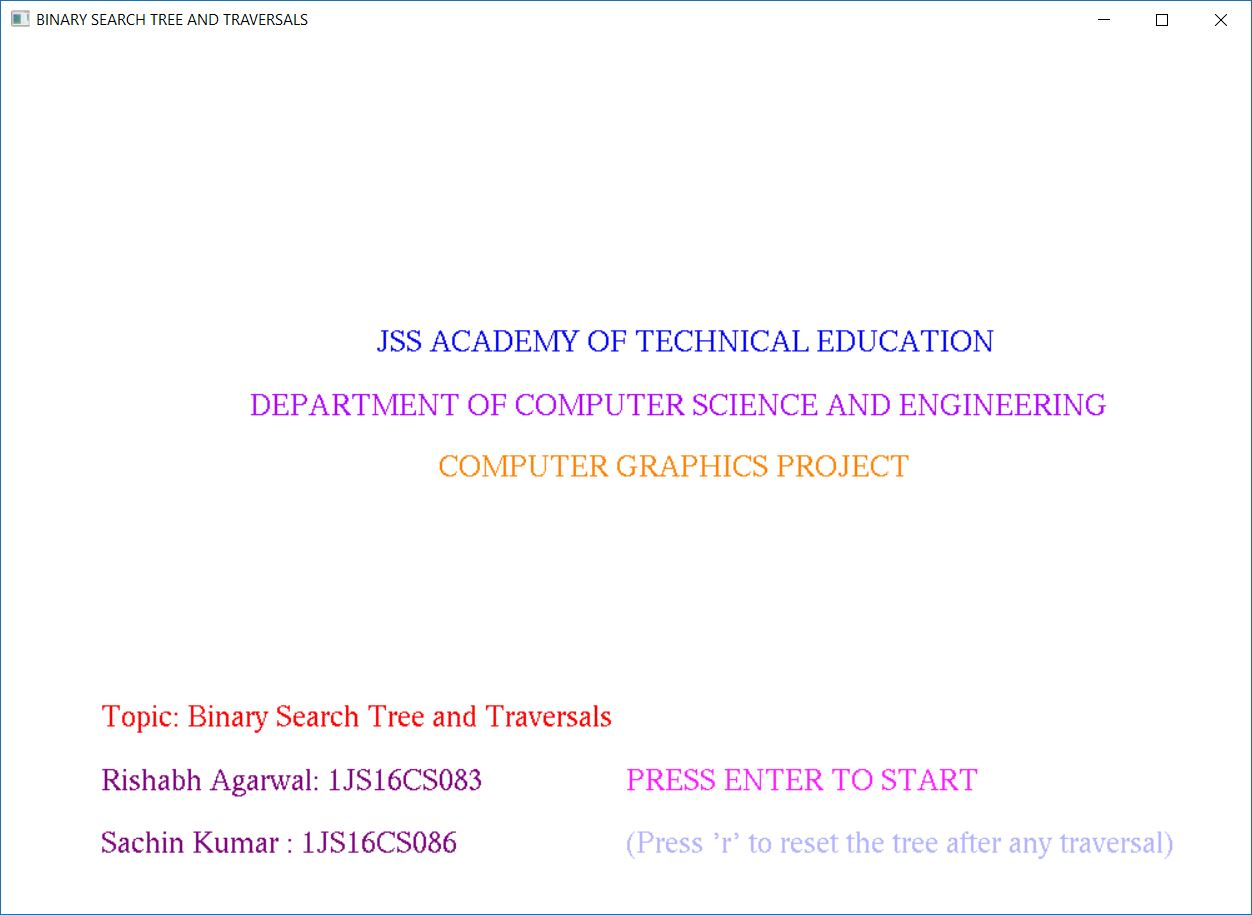 BINARY SEARCH TREE AND TRAVERSALS
JSS ACADEMY OF TECHNICAL EDUCATION
DEPARTMENT OF COMPUTER SCIENCE AND ENGINEERING
COMPUTER GRAPHICS PROJECT
Topic: Binary Search Tree and Traversals
Rishabh Agarwal: 1JS16CS083
PRESS ENTER TO START
Sachin Kumar : 1JS16CS086
(Press ’r’ to reset the tree after any traversal)